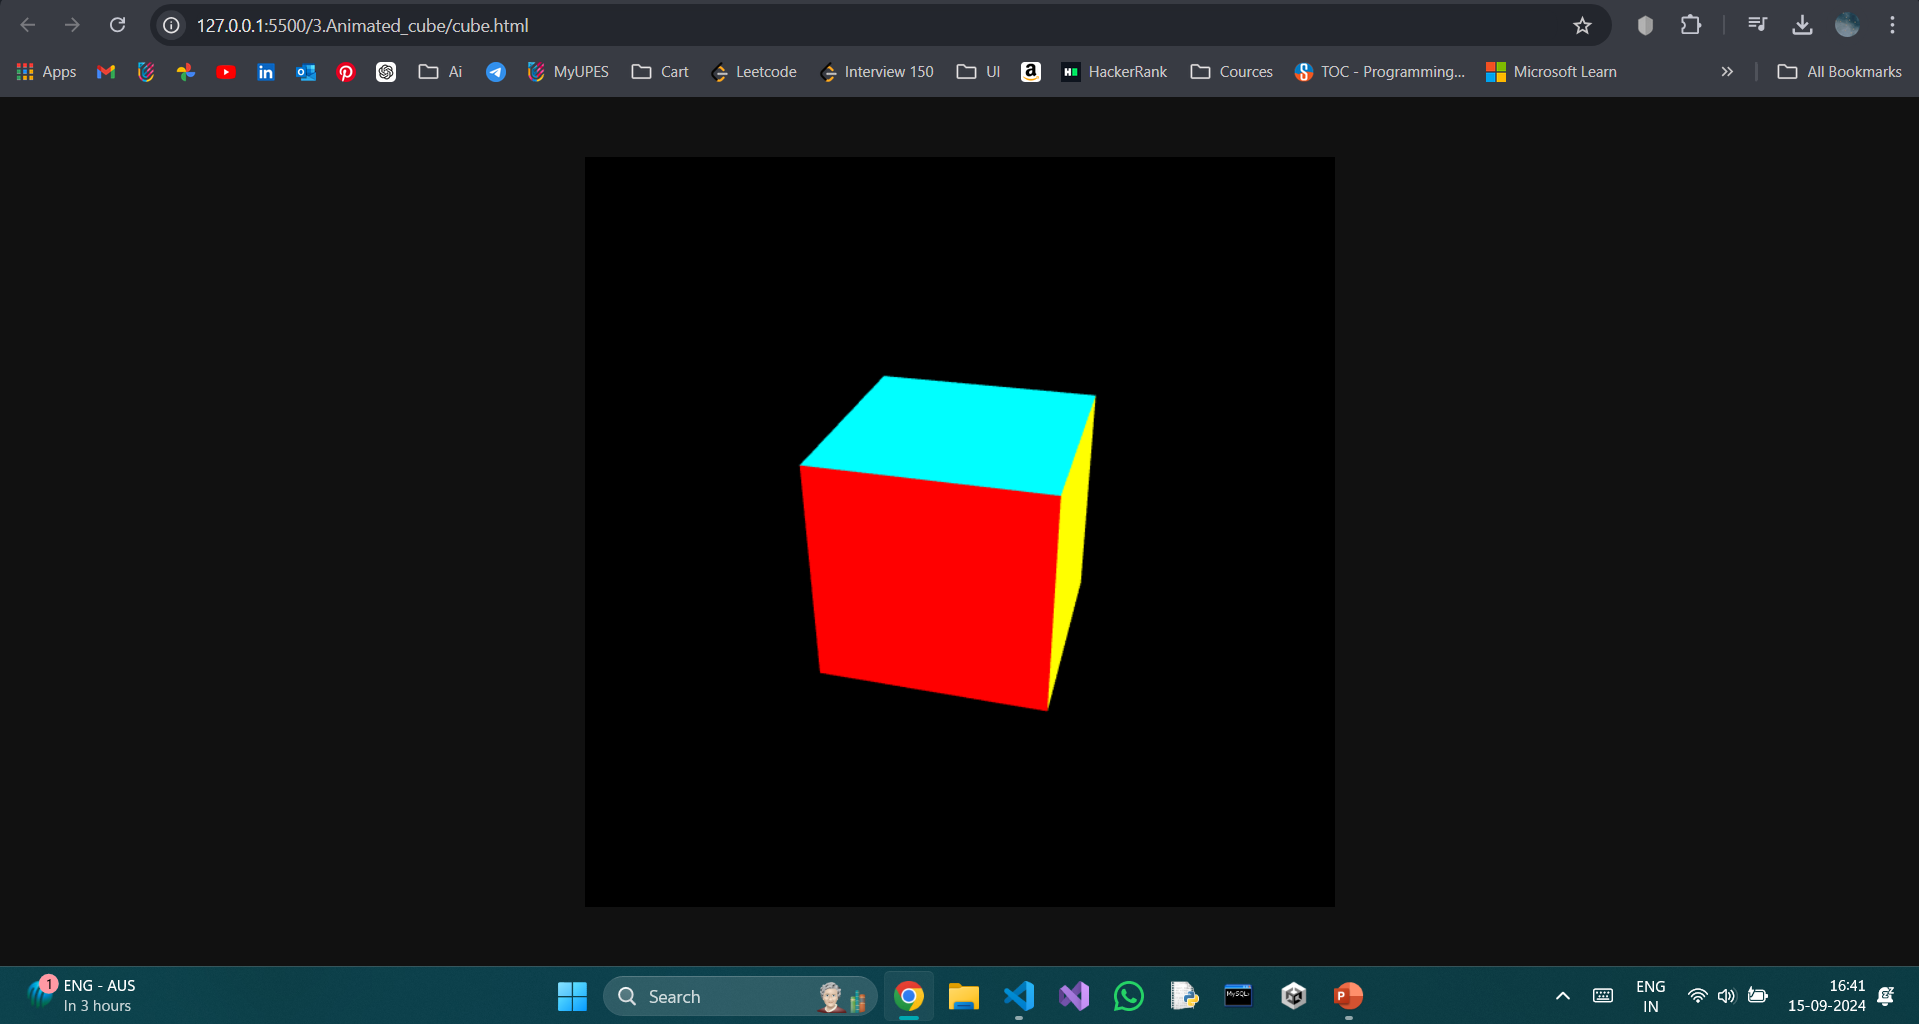 127.0.0.1:5500/3.Animated_cube/cube.html
Apps Ai MyUPES Cart Leetcode Interview 150 UI a H HackerRank Cources TOC - Programming... Microsoft Learn » All Bookmarks
1 ENG - AUS
In 3 hours
Search
MySQL
P
ENG
IN
16:41
15-09-2024